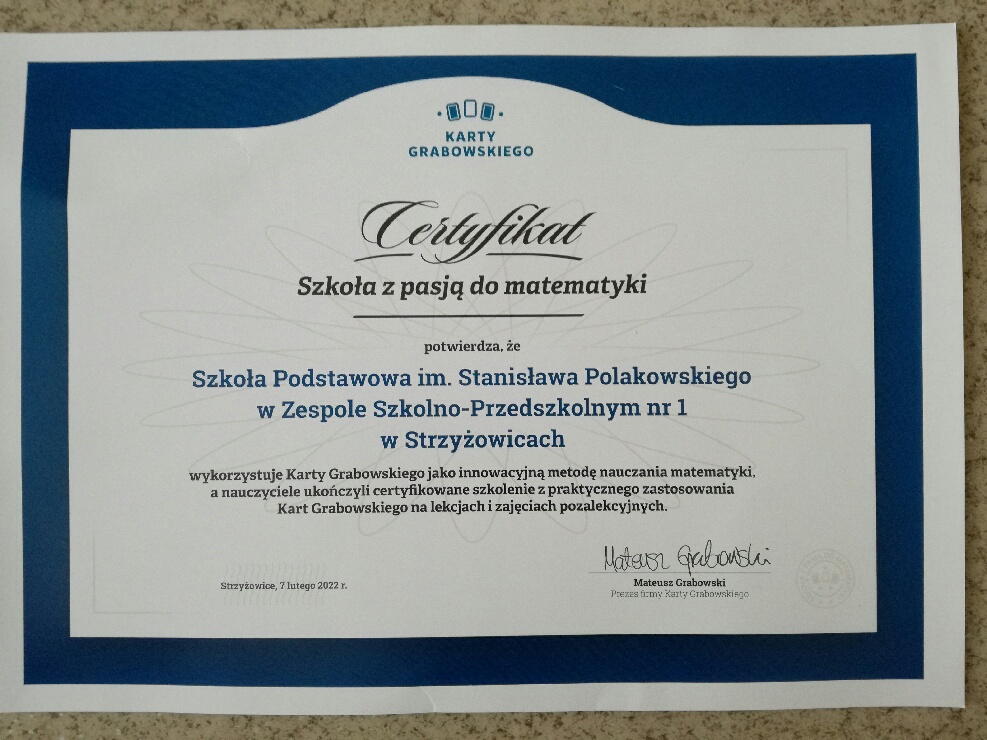 KARTY
GRABOWSKIEGO
Certyfikat
Szkoła z pasją do matematyki
potwierdza, że
Szkoła Podstawowa im. Stanisława Polakowskiego
w Zespole Szkolno-Przedszkolnym nr 1
w Strzyżowicach
wykorzystuje Karty Grabowskiego jako innowacyjną metodę nauczania matematyki,
a nauczyciele ukończyli certyfikowane szkolenie z praktycznego zastosowania
Kart Grabowskiego na lekcjach i zajęciach pozalekcyjnych.
Mateusz Grabowski
Strzyżowice, 7 lutego 2022 r.
Mateusz Grabowski
Prezes firmy Karty Grabowskiego